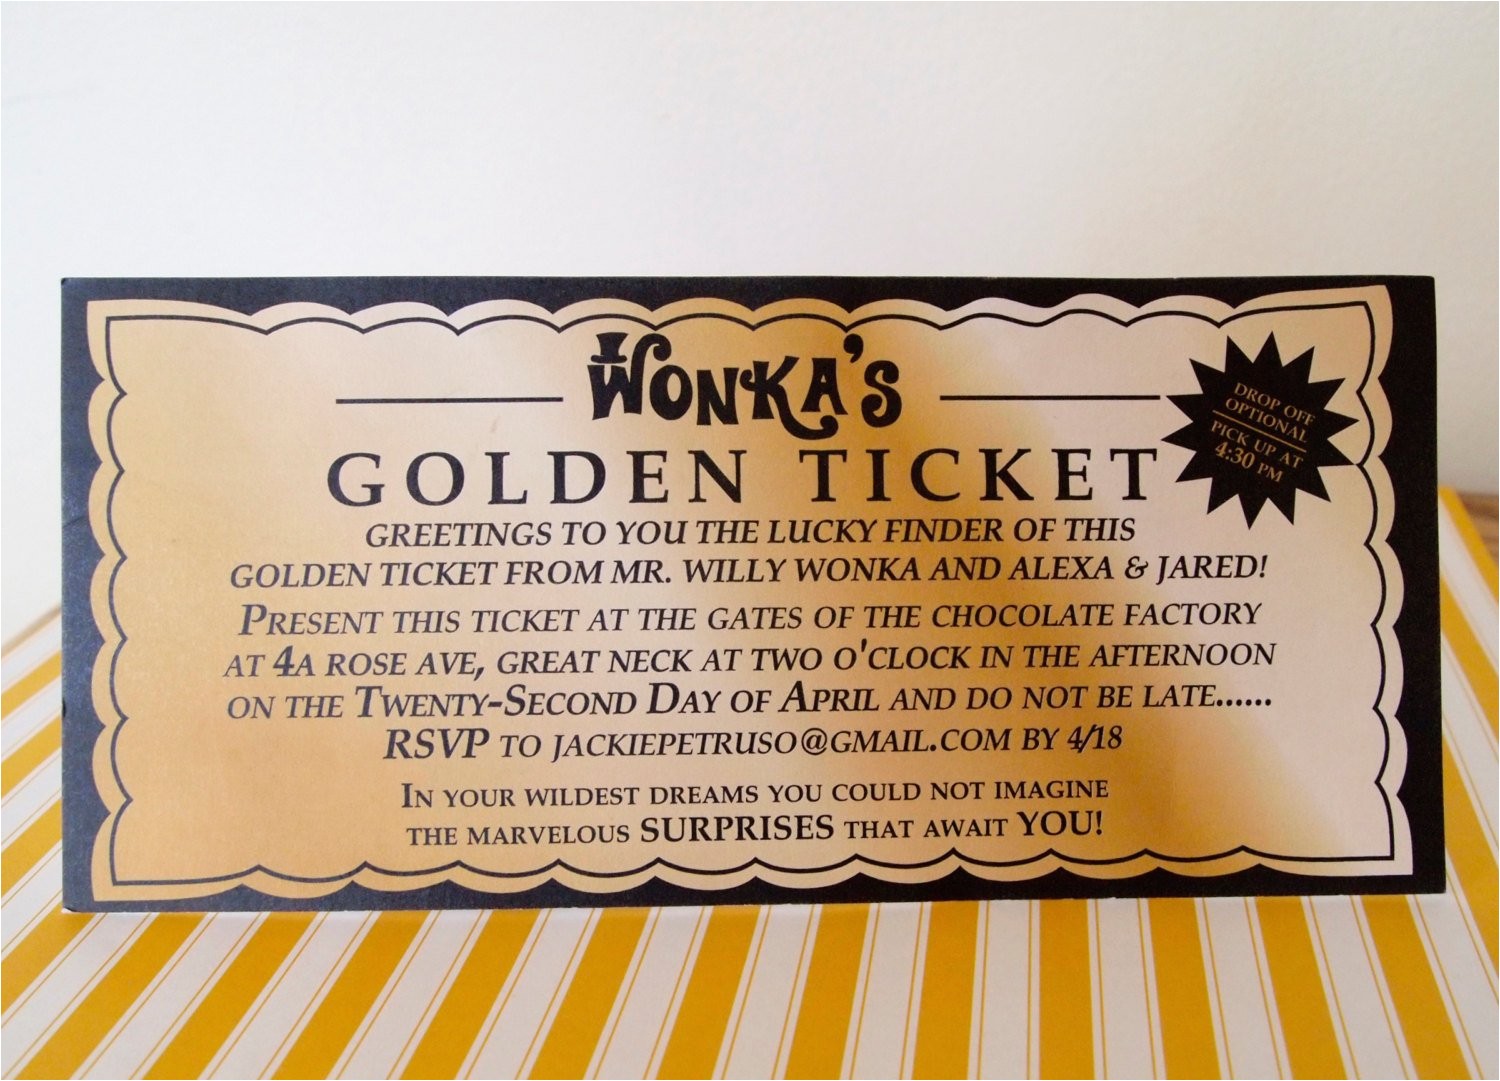 WONKA'S
GOLDEN TICKET
GREETINGS TO YOU THE LUCKY FINDER OF THIS
GOLDEN TICKET FROM MR. WILLY WONKA AND ALEXA & JARED!
PRESENT THIS TICKET AT THE GATES OF THE CHOCOLATE FACTORY
AT 4A ROSE AVE, GREAT NECK AT TWO O'CLOCK IN THE AFTERNOON
ON THE TWENTY-SECOND DAY OF APRIL AND DO NOT BE LATE......
RSVP TO JACKIEPETRUSO@GMAIL.COM BY 4/18
IN YOUR WILDEST DREAMS YOU COULD NOT IMAGINE
THE MARVELOUS SURPRISES THAT AWAIT YOU!
DROP OFF
OPTIONAL
PICK UP AT
4:30 PM